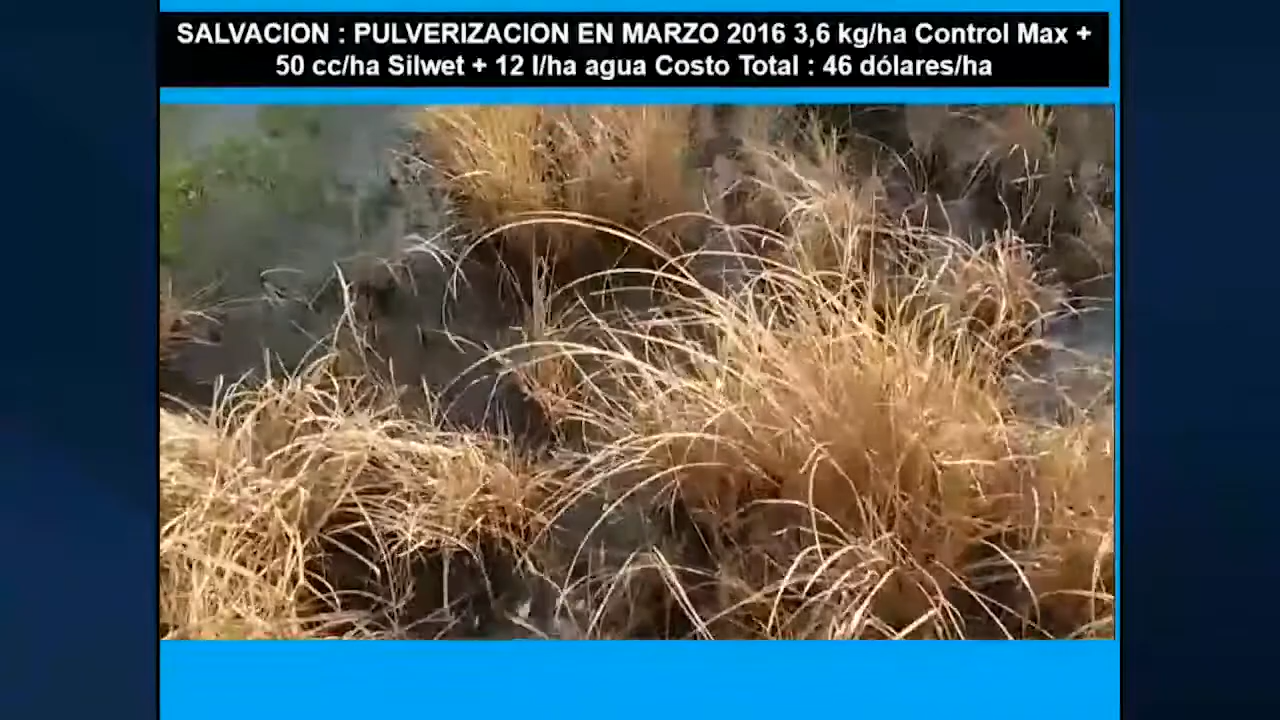 SALVACION : PULVERIZACION EN MARZO 2016 3,6 kg/ha Control Max +
50 cc/ha Silwet + 12 l/ha agua Costo Total : 46 dólares/ha